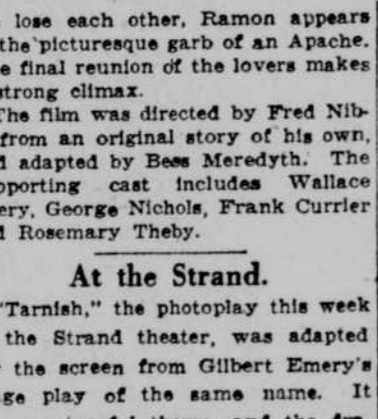 lose each other, Ramon appears
the picturesque garb of an Apache.
e final reunion of the lovers makes
strong climax.
The film was directed by Fred Nib-
from an original story of his own,
d adapted by Bess Meredyth. The
pporting cast includes Wallace
ery, George Nichols, Frank Currier
d Rosemary Theby.
At the Strand.
"Tarnish," the photoplay this week
the Strand theater, was adapted
the screen from Gilbert Emery's
ge play of the same name. It